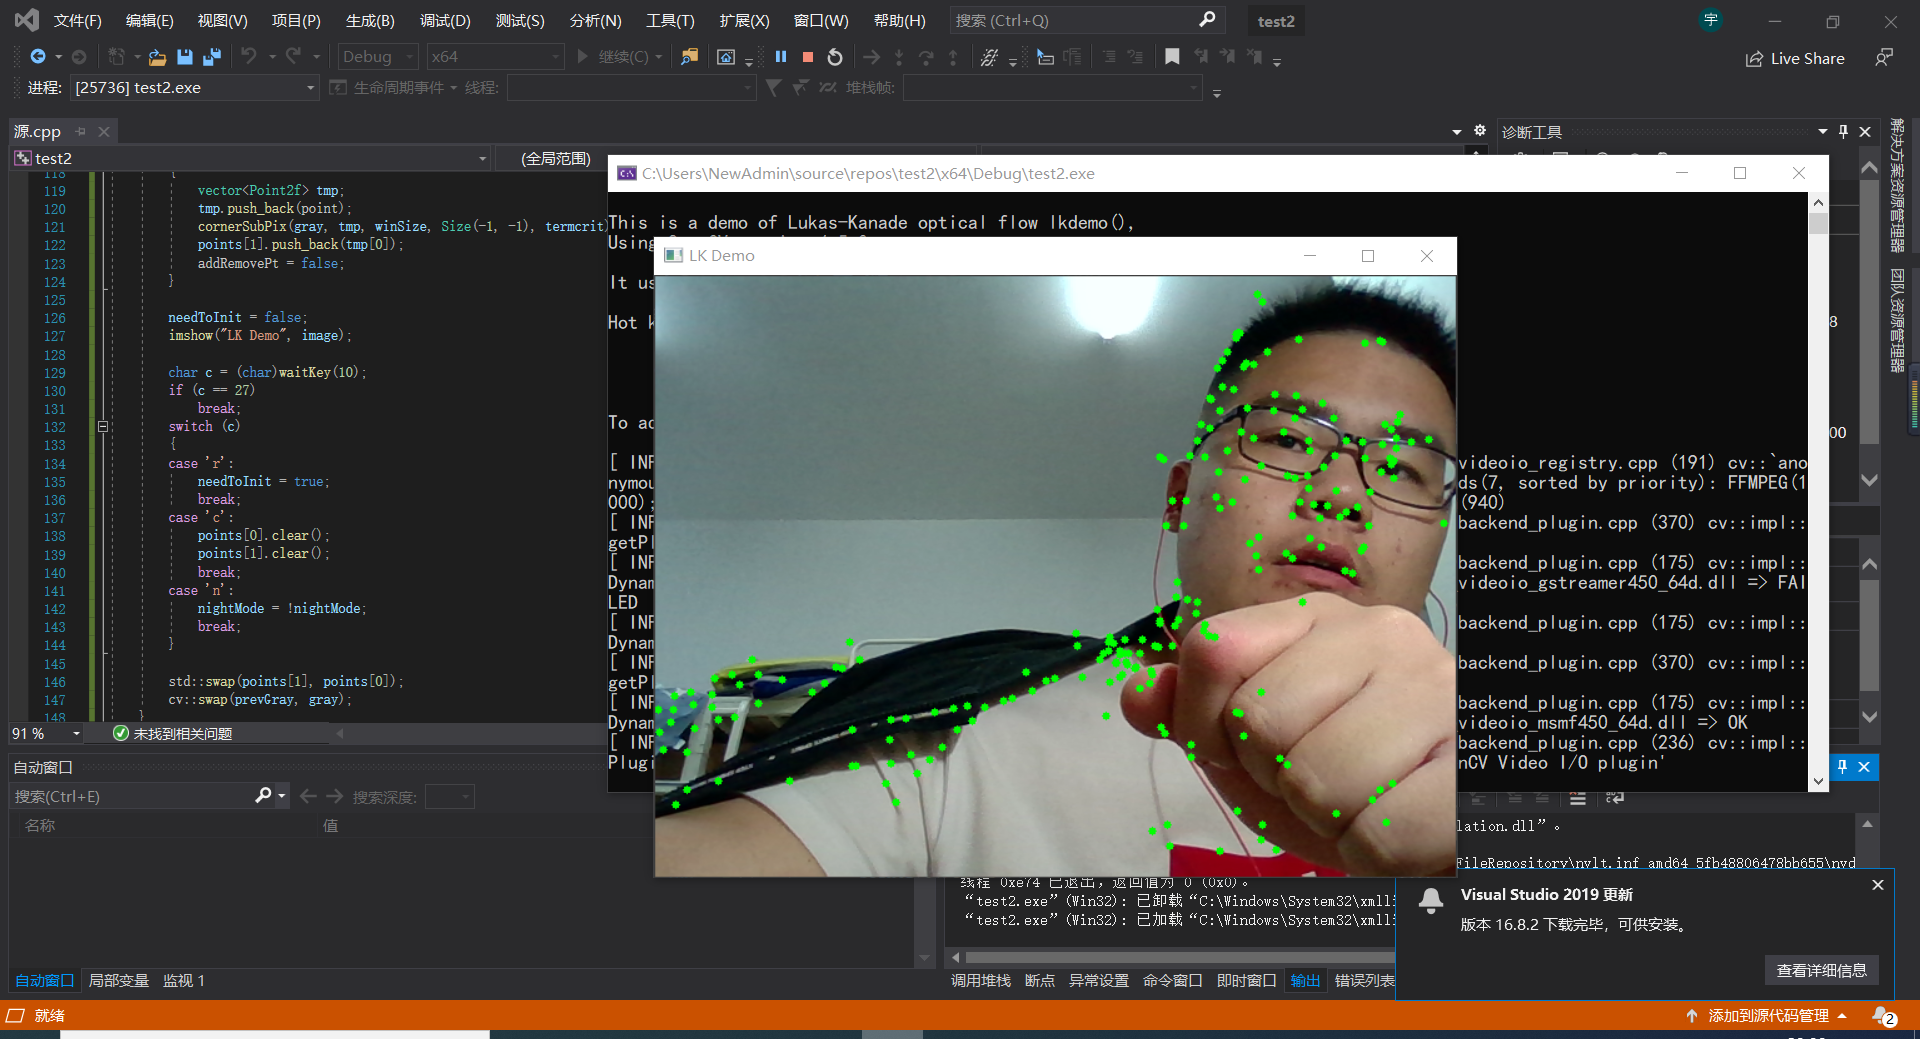 文件(F) 编辑(E) 视图(V) 项目(P) 生成(B) 调试(D) 测试(S) 分析(N) 工具(T) 扩展(X) 窗口(W) 帮助(H) 搜索 (Ctrl+Q) test2 宇
Debug x64 继续(C) Live Share
进程: [25736] test2.exe 生命周期事件 线程: 堆栈帧:
源.cpp
诊断工具
test2 (全局范围)
解决方案资源管理器
团队资源管理器
118 {
119 vector<Point2f> tmp;
120 tmp.push_back(point);
121 cornerSubPix(gray, tmp, winSize, Size(-1, -1), termcrit
122 points[1].push_back(tmp[0]);
123 addRemovePt = false;
124 }
125
126 needToInit = false;
127 imshow("LK Demo", image);
128
129 char c = (char)waitKey(10);
130 if (c == 27)
131 break;
132 switch (c)
133 {
134 case 'r':
135 needToInit = true;
136 break;
137 case 'c':
138 points[0].clear();
139 points[1].clear();
140 break;
141 case 'n':
142 nightMode = !nightMode;
143 break;
144 }
145
146 std::swap(points[1], points[0]);
147 cv::swap(prevGray, gray);
148 }
91 % 未找到相关问题
C:\Users\NewAdmin\source\repos\test2\x64\Debug\test2.exe
This is a demo of Lukas-Kanade optical flow lkdemo(),
Using
LK Demo
It us
Hot k
8
To ac
00
[ INF videoio_registry.cpp (191) cv::`ano
nymou ds(7, sorted by priority): FFMPEG(1
000); (940)
[ INF backend_plugin.cpp (370) cv::impl::
getPl
[ INF backend_plugin.cpp (175) cv::impl::
Dynam videoio_gstreamer450_64d.dll => FAI
LED
[ INF backend_plugin.cpp (175) cv::impl::
Dynam
[ INF backend_plugin.cpp (370) cv::impl::
getPl
[ INF backend_plugin.cpp (175) cv::impl::
Dynam videoio_msmf450_64d.dll => OK
[ INF backend_plugin.cpp (236) cv::impl::
Plugi nCV Video I/O plugin'
自动窗口
搜索(Ctrl+E) 搜索深度:
名称 值
自动窗口 局部变量 监视 1
lation.dll”。
FileRepository\nvlt.inf_amd64_5fb48806478bb655\nvd
线程 0xe74 已退出，返回值为 0 (0x0)。
“test2.exe”(Win32): 已卸载“C:\Windows\System32\xmlli
“test2.exe”(Win32): 已加载“C:\Windows\System32\xmlli
调用堆栈 断点 异常设置 命令窗口 即时窗口 输出 错误列表
Visual Studio 2019 更新
版本 16.8.2 下载完毕，可供安装。
查看详细信息
就绪 添加到源代码管理 2